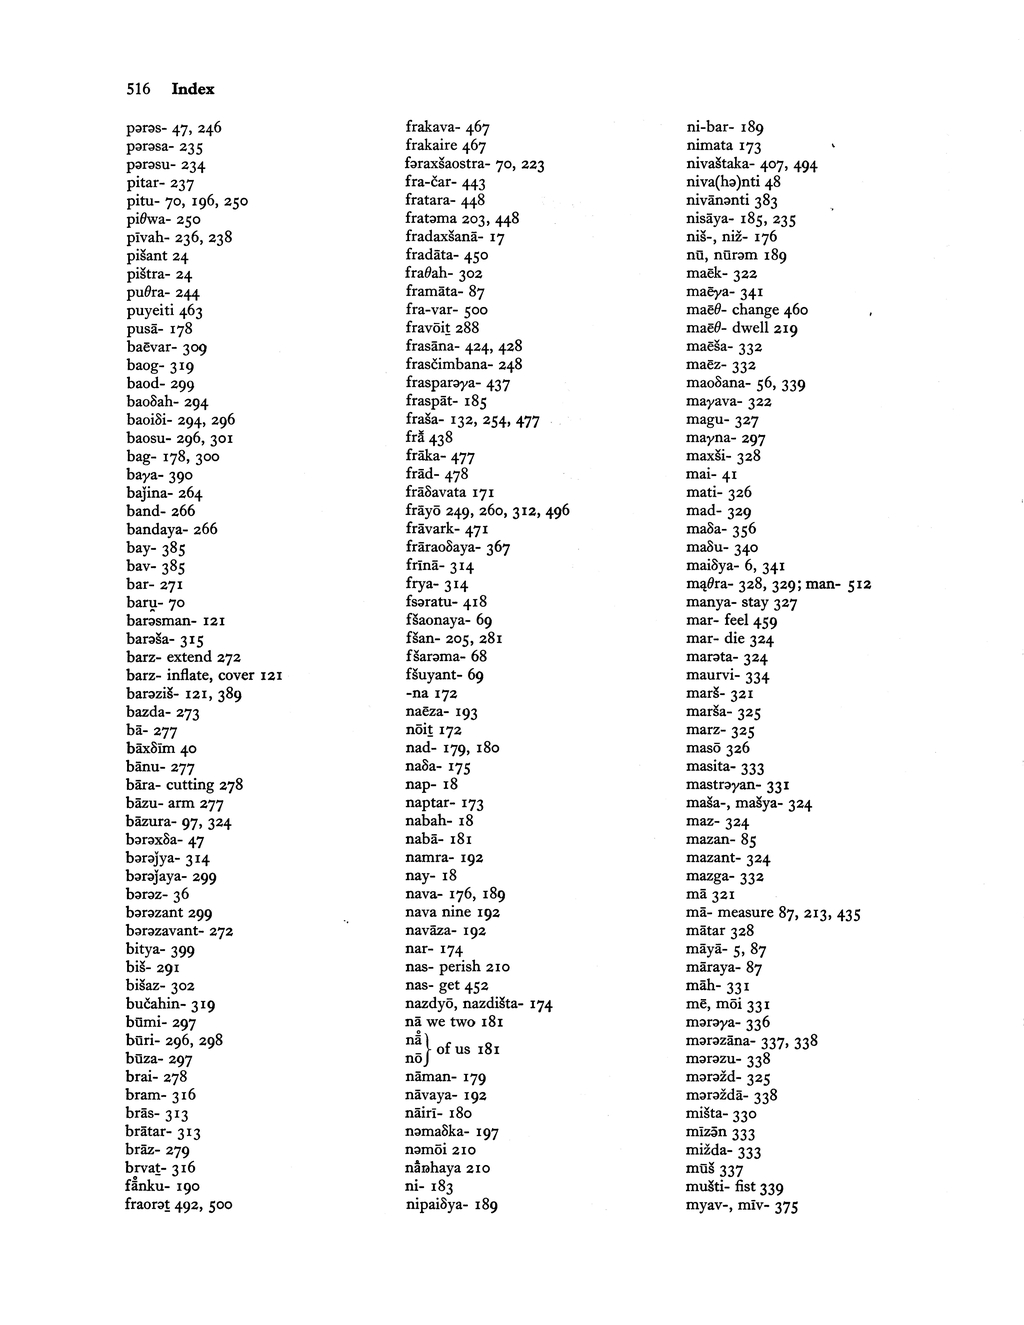 516 Index
pərəs- 47, 246
pərəsa- 235
pərəsu- 234
pitar- 237
pitu- 70, 196, 250
piθwa- 250
pīvah- 236, 238
pišant 24
pištra- 24
puθra- 244
puyeiti 463
pusā- 178
baēvar- 309
baog- 319
baod- 299
baoδah- 294
baoiδi- 294, 296
baosu- 296, 301
bag- 178, 300
baγa- 390
baǰina- 264
band- 266
bandaya- 266
bay- 385
bav- 385
bar- 271
baru̯- 70
barəsman- 121
barəša- 315
barz- extend 272
barz- inflate, cover 121
barəziš- 121, 389
bazda- 273
bā- 277
bāxδīm 40
bānu- 277
bāra- cutting 278
bāzu- arm 277
bāzura- 97, 324
bərəxδa- 47
bərəǰya- 314
bərəǰaya- 299
bərəz- 36
bərəzant 299
bərəzavant- 272
bitya- 399
biš- 291
bišaz- 302
bučahin- 319
būmi- 297
būri- 296, 298
būza- 297
brai- 278
bram- 316
brās- 313
brātar- 313
brāz- 279
brvat̰- 316
få̄nku- 190
fraorət̰ 492, 500
frakava- 467
frakaire 467
fəraxšaostra- 70, 223
fra-čar- 443
fratara- 448
fratəma 203, 448
fradaxšanā- 17
fradāta- 450
fraθah- 302
framāta- 87
fra-var- 500
fravōit̰ 288
frasāna- 424, 428
frasčimbana- 248
frasparəγa- 437
fraspāt- 185
fraša- 132, 254, 477
frā̆ 438
frāka- 477
frād- 478
frāδavata 171
frāyō 249, 260, 312, 496
frāvark- 471
frāraoδaya- 367
frīnā- 314
frya- 314
fsəratu- 418
fšaonaya- 69
fšan- 205, 281
fšarəma- 68
fšuyant- 69
-na 172
naēza- 193
nōit̰ 172
nad- 179, 180
naδa- 175
nap- 18
naptar- 173
nabah- 18
nabā- 181
namra- 192
nay- 18
nava- 176, 189
nava nine 192
navāza- 192
nar- 174
nas- perish 210
nas- get 452
nazdyō, nazdišta- 174
nā we two 181
nå̄
nō } of us 181
nāman- 179
nāvaya- 192
nāirī- 180
nəmaδka- 197
nəmōi 210
nå̄ŋhaya 210
ni- 183
nipaiδya- 189
ni-bar- 189
nimata 173
nivaštaka- 407, 494
niva(hə)nti 48
nivānənti 383
nisāya- 185, 235
niš-, niž- 176
nū, nūrəm 189
maēk- 322
maēγa- 341
maēθ- change 460
maēθ- dwell 219
maēša- 332
maēz- 332
maoδana- 56, 339
maγava- 322
magu- 327
maγna- 297
maxši- 328
mai- 41
mati- 326
mad- 329
maδa- 356
maδu- 340
maiδya- 6, 341
mąθra- 328, 329; man- 512
manya- stay 327
mar- feel 459
mar- die 324
marəta- 324
maurvi- 334
marš- 321
marša- 325
marz- 325
masō 326
masita- 333
mastrəγan- 331
maša-, mašya- 324
maz- 324
mazan- 85
mazant- 324
mazga- 332
mā 321
mā- measure 87, 213, 435
mātar 328
māyā- 5, 87
māraya- 87
māh- 331
mē, mōi 331
mərəγa- 336
mərəzāna- 337, 338
mərəzu- 338
mərəžd- 325
mərəždā- 338
mišta- 330
mīzə̄n 333
mižda- 333
mūš 337
mušti- fist 339
myav-, mīv- 375